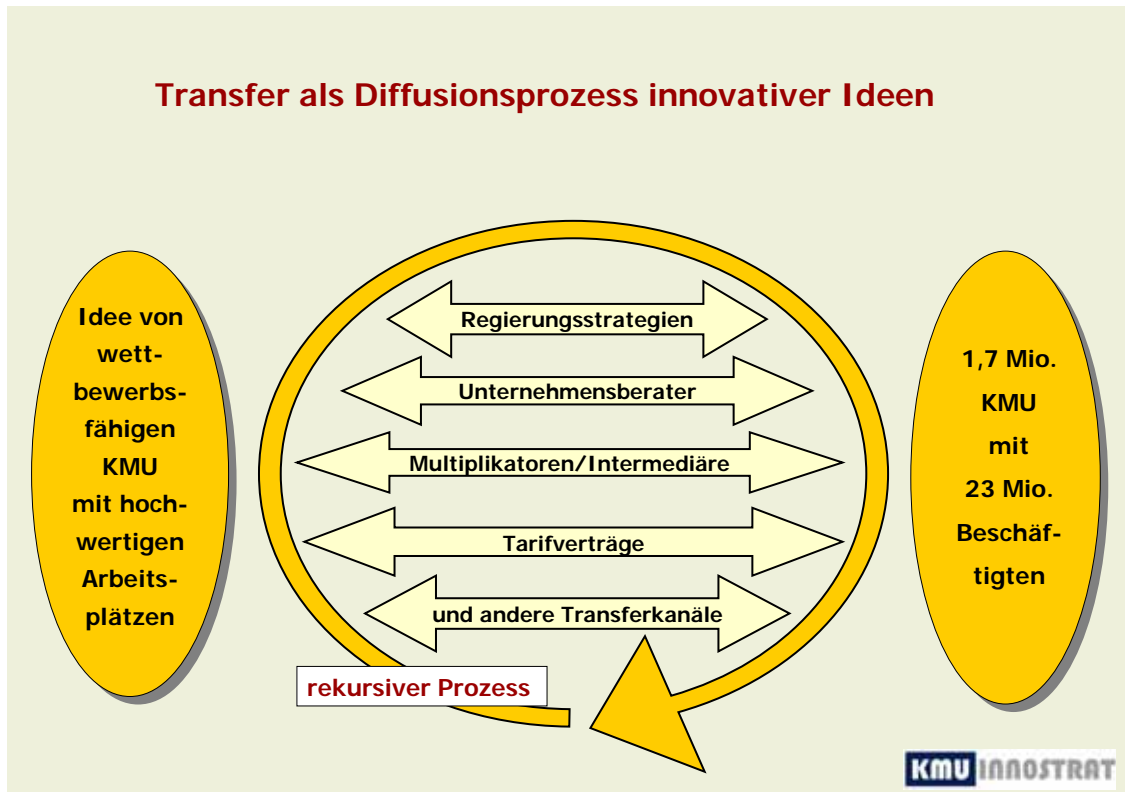 Transfer als Diffusionsprozess innovativer Ideen
Idee von
wett-
bewerbs-
fähigen
KMU
mit hoch-
wertigen
Arbeits-
plätzen
Regierungsstrategien
Unternehmensberater
Multiplikatoren/Intermediäre
Tarifverträge
und andere Transferkanäle
rekursiver Prozess
1,7 Mio.
KMU
mit
23 Mio.
Beschäf-
tigten
KMU INNOSTRAT